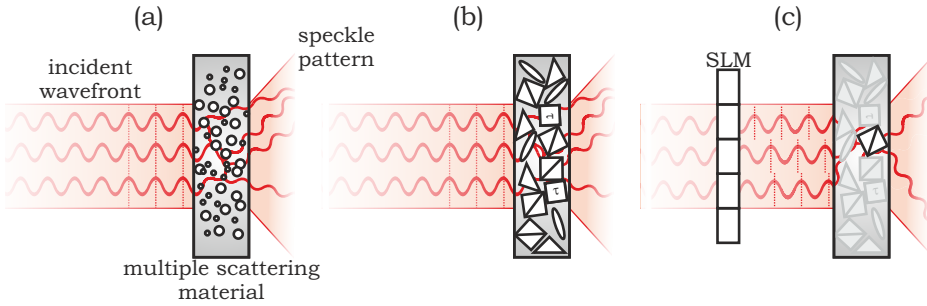 (a)
(b)
(c)
incident
wavefront
speckle
pattern
SLM
τ
τ
τ
τ
multiple scattering
material